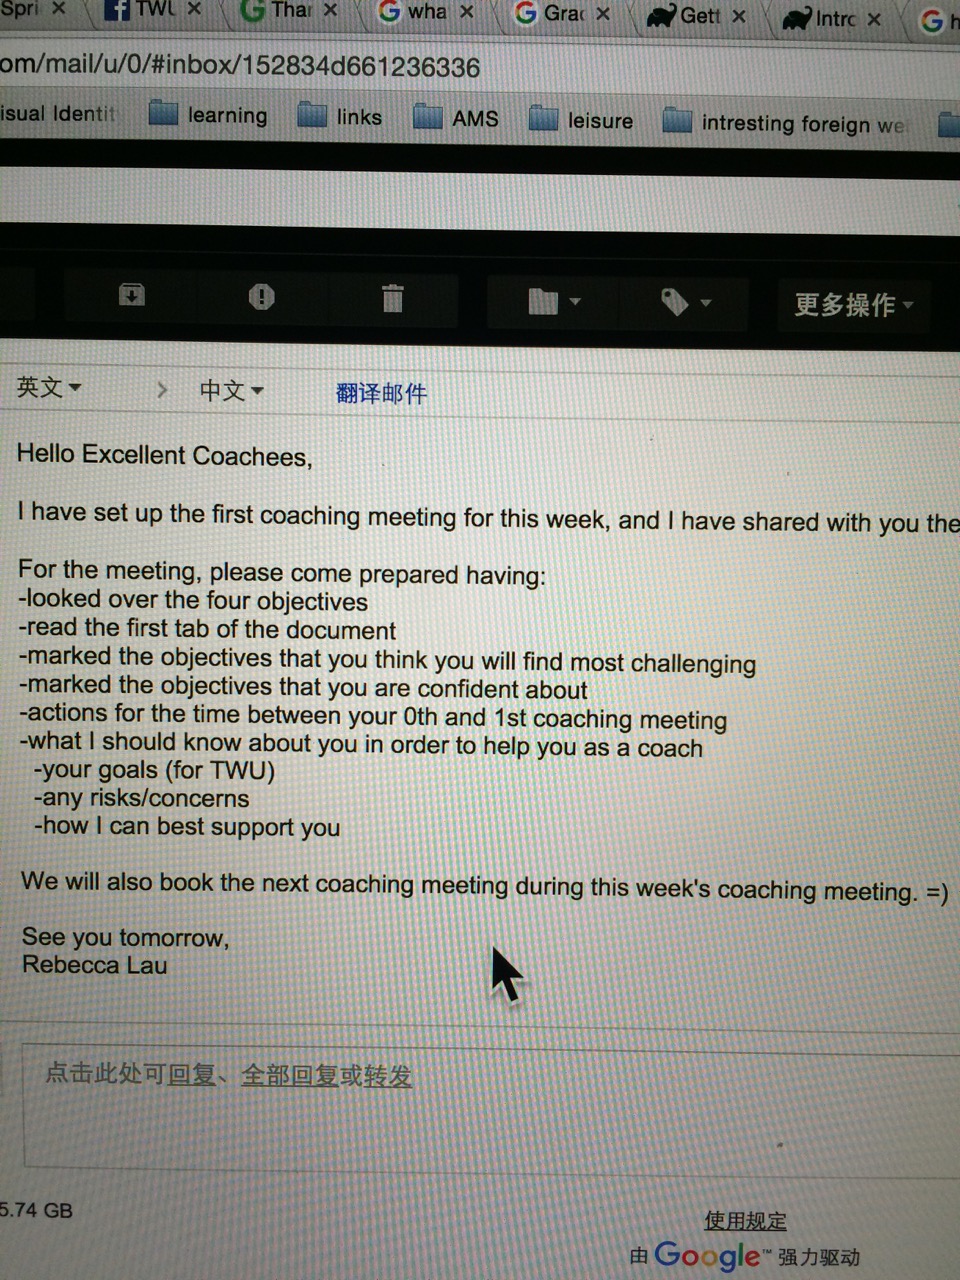 Spri
TWU
Thar
wha
Grac
Gett
Intro
om/mail/u/0/#inbox/152834d661236336
isual Identit
learning
links
AMS
leisure
intresting foreign we
更多操作
英文
中文
翻译邮件
Hello Excellent Coachees,
I have set up the first coaching meeting for this week, and I have shared with you the
For the meeting, please come prepared having:
-looked over the four objectives
-read the first tab of the document
-marked the objectives that you think you will find most challenging
-marked the objectives that you are confident about
-actions for the time between your 0th and 1st coaching meeting
-what I should know about you in order to help you as a coach
-your goals (for TWU)
-any risks/concerns
-how I can best support you
We will also book the next coaching meeting during this week's coaching meeting. =)
See you tomorrow,
Rebecca Lau
点击此处可回复、全部回复或转发
5.74 GB
使用规定
由 Google™ 强力驱动